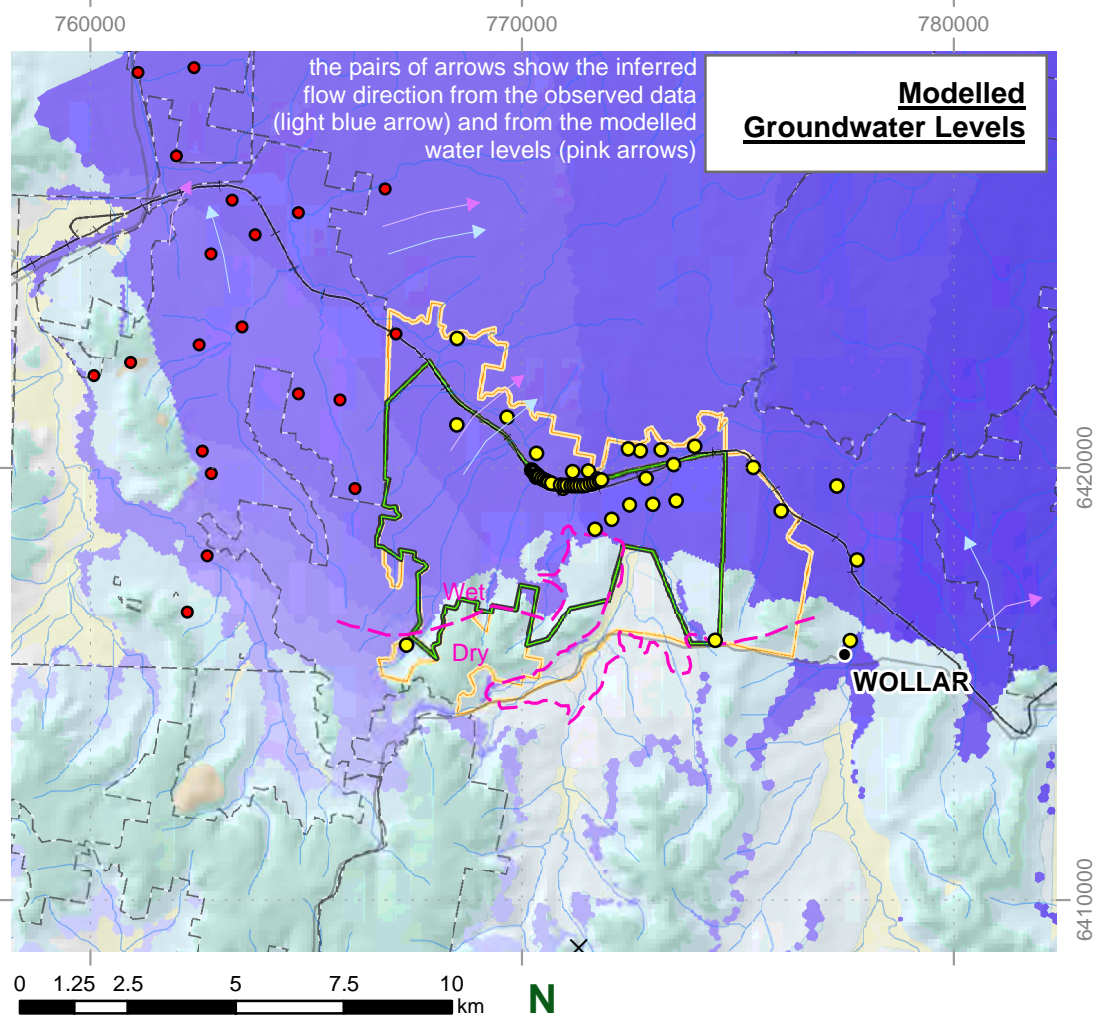 760000
770000
780000
the pairs of arrows show the inferred
flow direction from the observed data
(light blue arrow) and from the modelled
water levels (pink arrows)
Modelled
Groundwater Levels
6420000
Wet
Dry
WOLLAR
6410000
0 1.25 2.5 5 7.5 10
km
N